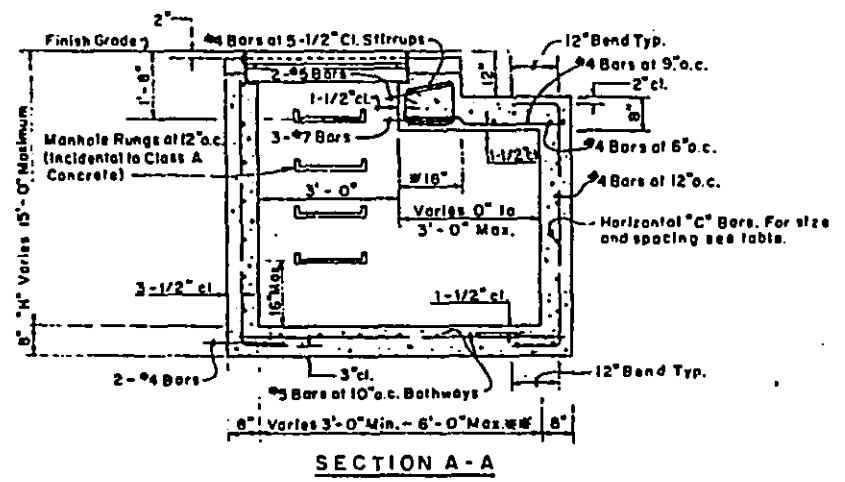 2"
#4 Bars at 5-1/2" Cl. Stirrups
Finish Grade
12" Bend Typ.
2-#5 Bars
12"
#4 Bars at 9" o.c.
2" cl.
1'-8"
1-1/2" cl.
8"
3-#7 Bars
Manhole Rungs at 12" o.c.
(Incidental to Class A
Concrete)
#4 Bars at 6" o.c.
1-1/2" cl
#16"
#4 Bars at 12" o.c.
3'-0"
Varies 0" to
3'-0" Max.
Horizontal "C" Bars. For size
and spacing see table.
"H" Varies 15'-0" Maximum
3-1/2" cl
16" Max.
1-1/2" cl.
8"
2-#4 Bars
3" cl.
#5 Bars at 10" o.c. Bothways
12" Bend Typ.
8" Varies 3'-0" Min. ~ 6'-0" Max. ## 8"
SECTION A-A